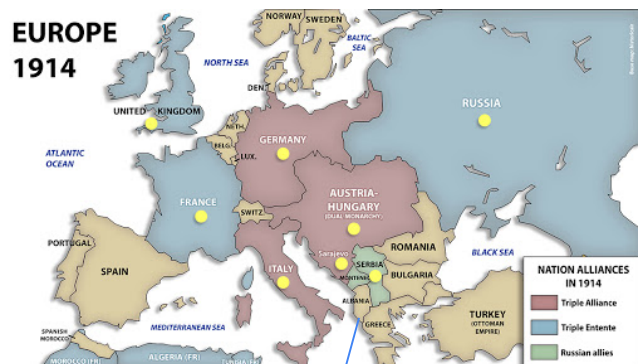 EUROPE
1914
NORWAY
SWEDEN
BALTIC
SEA
NORTH SEA
DEN.
UNITED KINGDOM
RUSSIA
NETH.
BELG.
LUX.
GERMANY
ATLANTIC
OCEAN
AUSTRIA-
HUNGARY
(DUAL MONARCHY)
FRANCE
SWITZ.
PORTUGAL
SPAIN
ITALY
Sarajevo
SERBIA
ROMANIA
BLACK SEA
BULGARIA
ALBANIA
GREECE
TURKEY
(OTTOMAN
EMPIRE)
MEDITERRANEAN SEA
SPANISH
MOROCCO
MOROCCO (FR)
ALGERIA (FR)
NATION ALLIANCES
IN 1914
Triple Alliance
Triple Entente
Russian allies